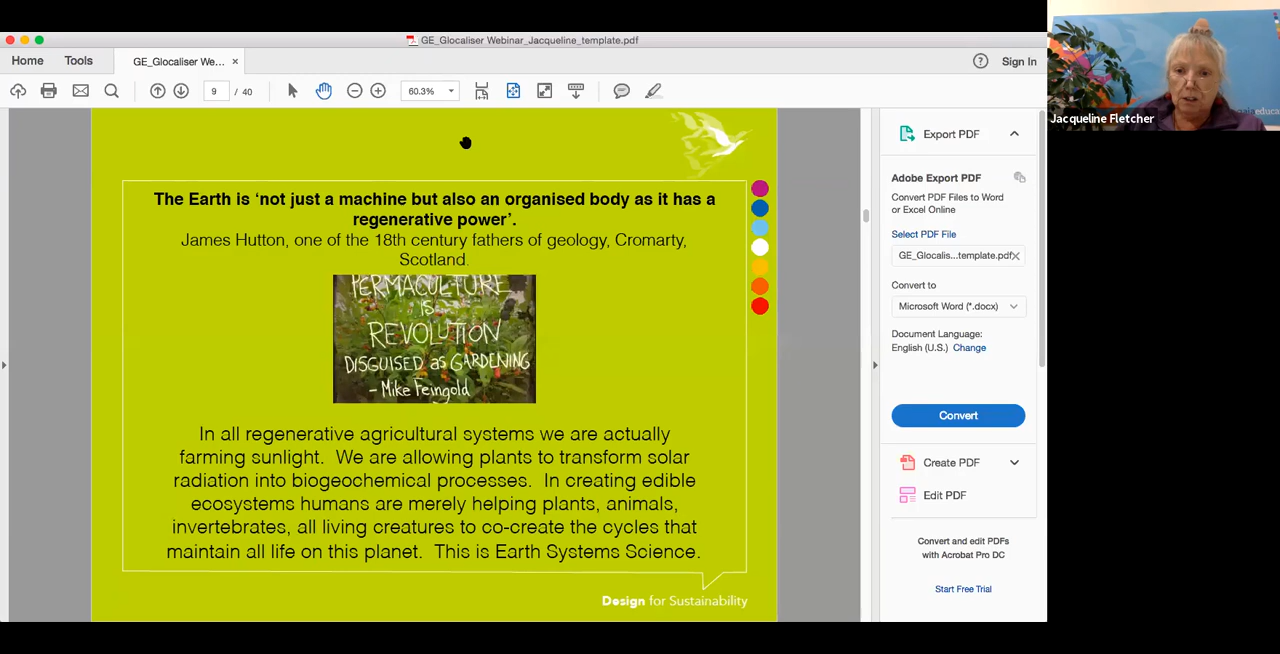 GE_Glocaliser Webinar_Jacqueline_template.pdf
Home
Tools
GE_Glocaliser We...
Sign In
9 / 40
60.3%
Jacqueline Fletcher
The Earth is ‘not just a machine but also an organised body as it has a
regenerative power’.
James Hutton, one of the 18th century fathers of geology, Cromarty,
Scotland.
PERMACULTURE
IS
REVOLUTION
DISGUISED as GARDENING
- Mike Feingold
In all regenerative agricultural systems we are actually
farming sunlight. We are allowing plants to transform solar
radiation into biogeochemical processes. In creating edible
ecosystems humans are merely helping plants, animals,
invertebrates, all living creatures to co-create the cycles that
maintain all life on this planet. This is Earth Systems Science.
Design for Sustainability
Export PDF
Adobe Export PDF
Convert PDF Files to Word
or Excel Online
Select PDF File
GE_Glocalis...template.pdf
Convert to
Microsoft Word (*.docx)
Document Language:
English (U.S.) Change
Convert
Create PDF
Edit PDF
Convert and edit PDFs
with Acrobat Pro DC
Start Free Trial